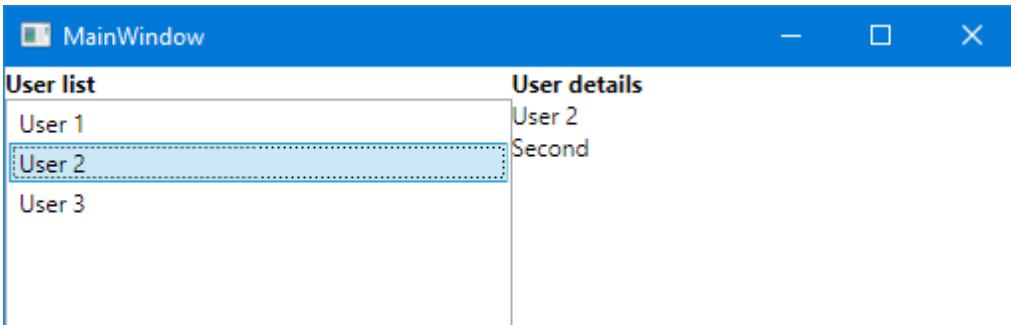 MainWindow
User list
User 1
User 2
User 3
User details
User 2
Second